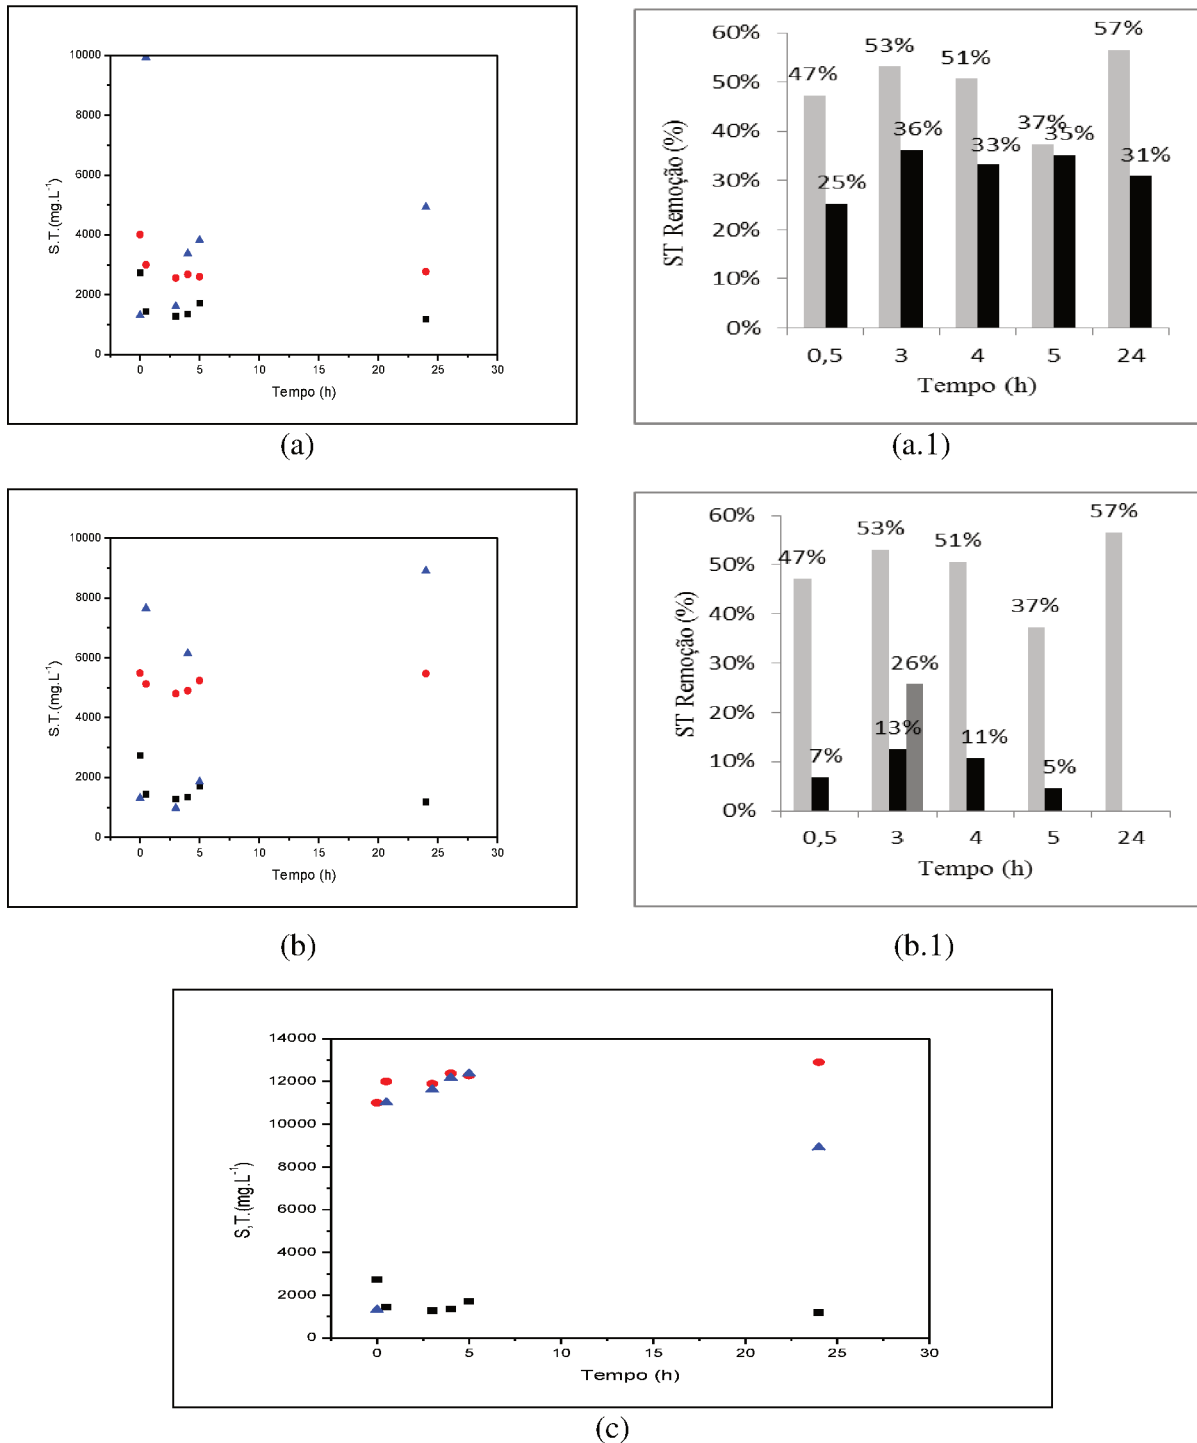 10000
8000
6000
4000
2000
0
S.T.(mg.L⁻¹)
0 5 10 15 20 25 30
Tempo (h)
(a)
60%
50%
40%
30%
20%
10%
0%
ST Remoção (%)
47% 25% 53% 36% 51% 33% 37% 35% 57% 31%
0,5 3 4 5 24
Tempo (h)
(a.1)
10000
8000
6000
4000
2000
0
S.T.(mg.L⁻¹)
0 5 10 15 20 25 30
Tempo (h)
(b)
60%
50%
40%
30%
20%
10%
0%
ST Remoção (%)
47% 7% 53% 13% 26% 51% 11% 37% 5% 57%
0,5 3 4 5 24
Tempo (h)
(b.1)
14000
12000
10000
8000
6000
4000
2000
0
S,T.(mg.L⁻¹)
0 5 10 15 20 25 30
Tempo (h)
(c)